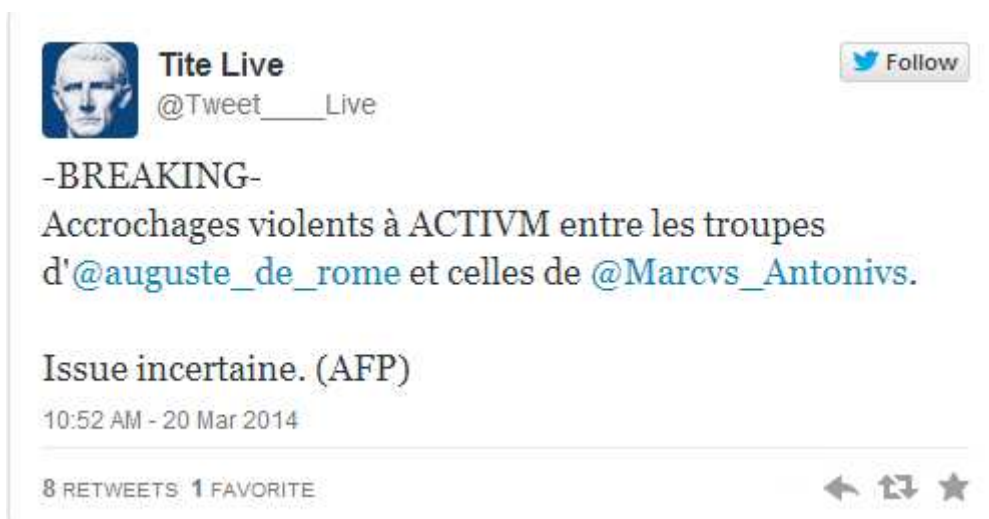 Tite Live
Follow
@Tweet____Live
-BREAKING-
Accrochages violents à ACTIVM entre les troupes
d'@auguste_de_rome et celles de @Marcvs_Antonivs.
Issue incertaine. (AFP)
10:52 AM - 20 Mar 2014
8 RETWEETS 1 FAVORITE